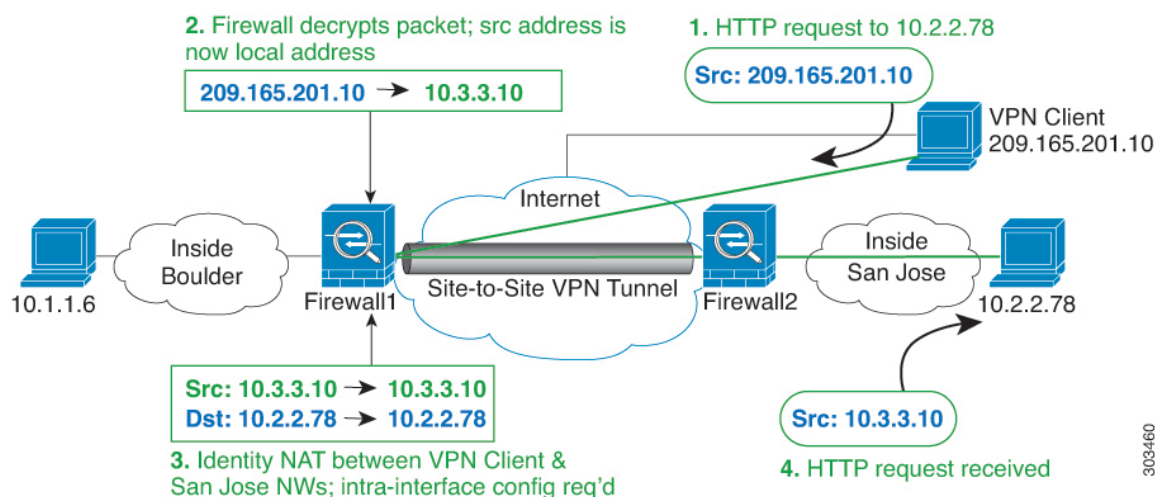 2. Firewall decrypts packet; src address is
now local address
209.165.201.10 → 10.3.3.10
1. HTTP request to 10.2.2.78
Src: 209.165.201.10
VPN Client
209.165.201.10
Internet
Inside
Boulder
10.1.1.6
Firewall1
Site-to-Site VPN Tunnel
Firewall2
Inside
San Jose
10.2.2.78
Src: 10.3.3.10 → 10.3.3.10
Dst: 10.2.2.78 → 10.2.2.78
3. Identity NAT between VPN Client &
San Jose NWs; intra-interface config req'd
Src: 10.3.3.10
4. HTTP request received
303460